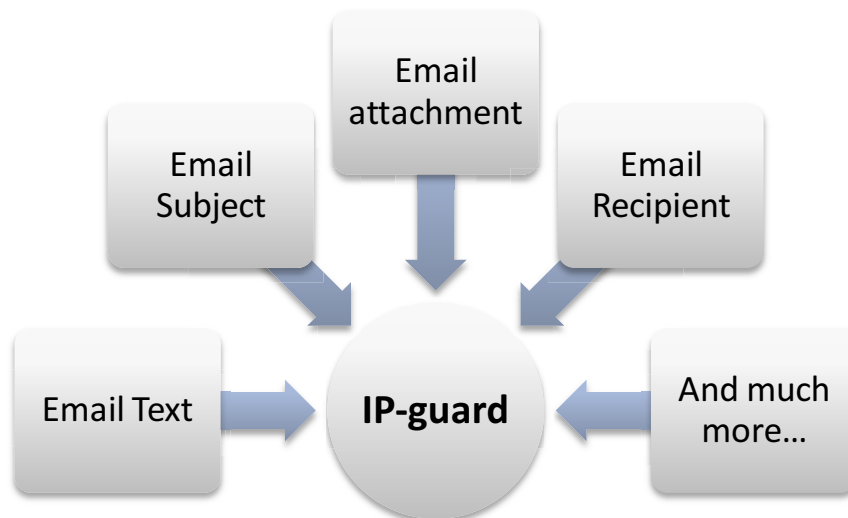 Email Text
Email
Subject
Email
attachment
Email
Recipient
And much
more...
IP-guard